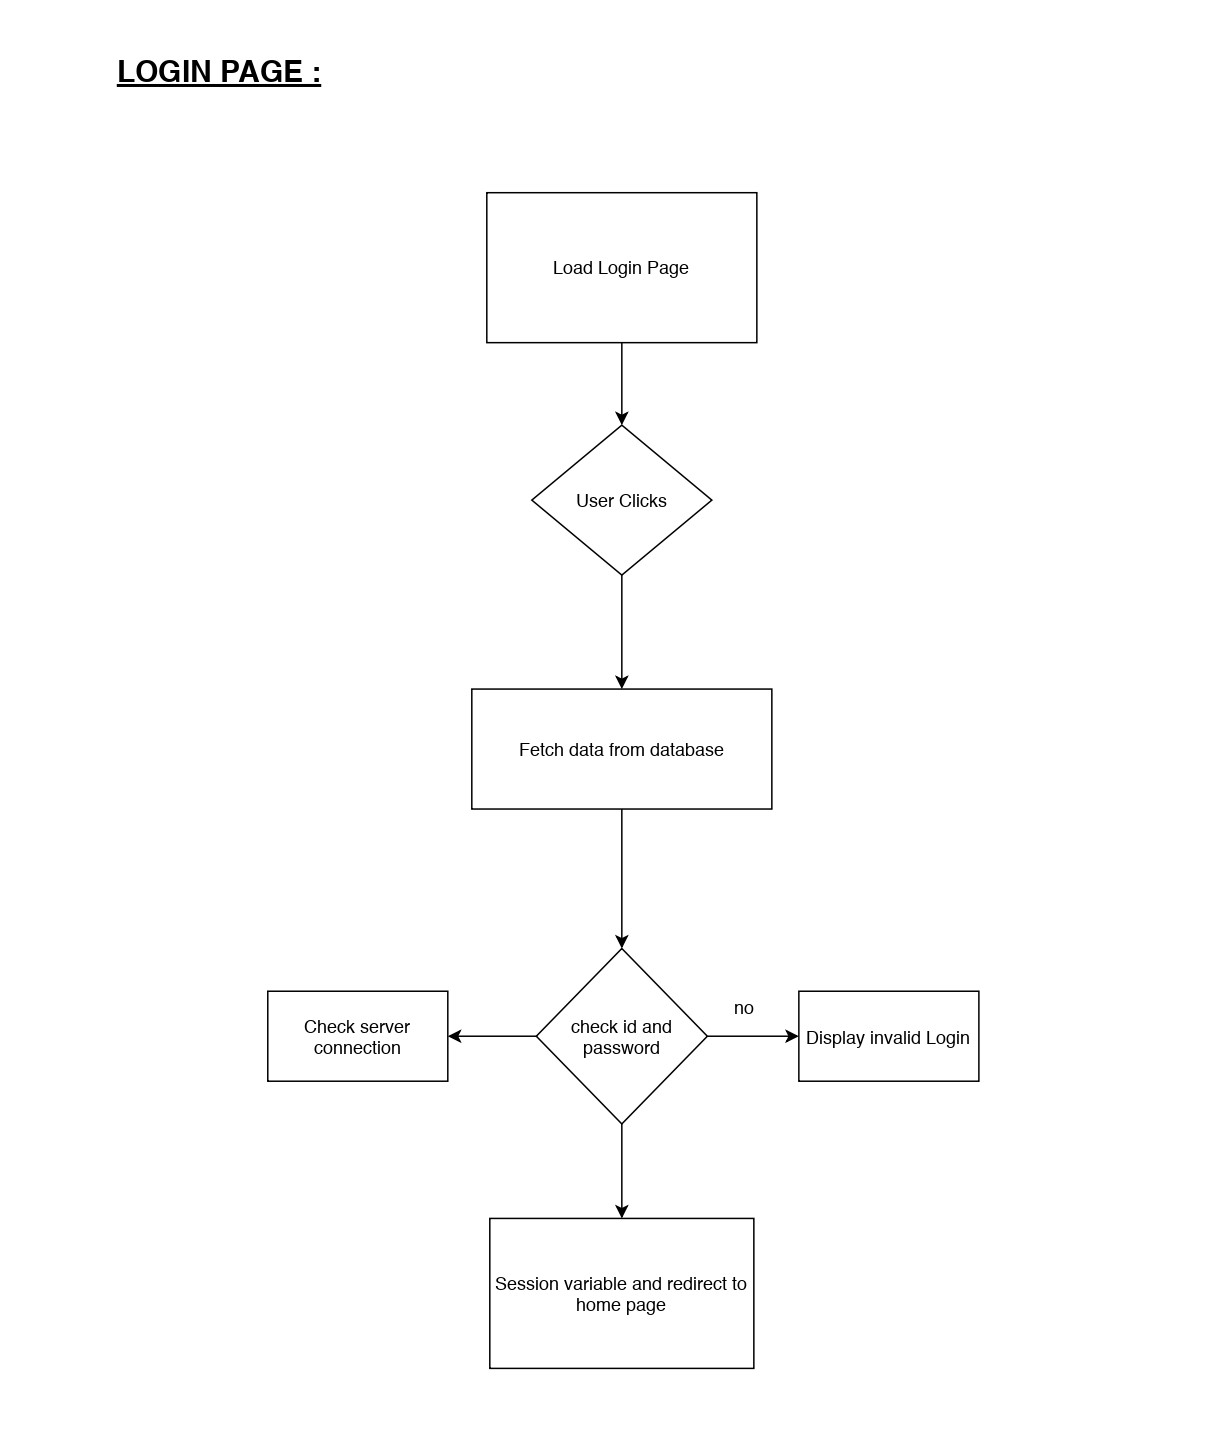 LOGIN PAGE :
Load Login Page
User Clicks
Fetch data from database
Check server
connection
check id and
password
no
Display invalid Login
Session variable and redirect to
home page